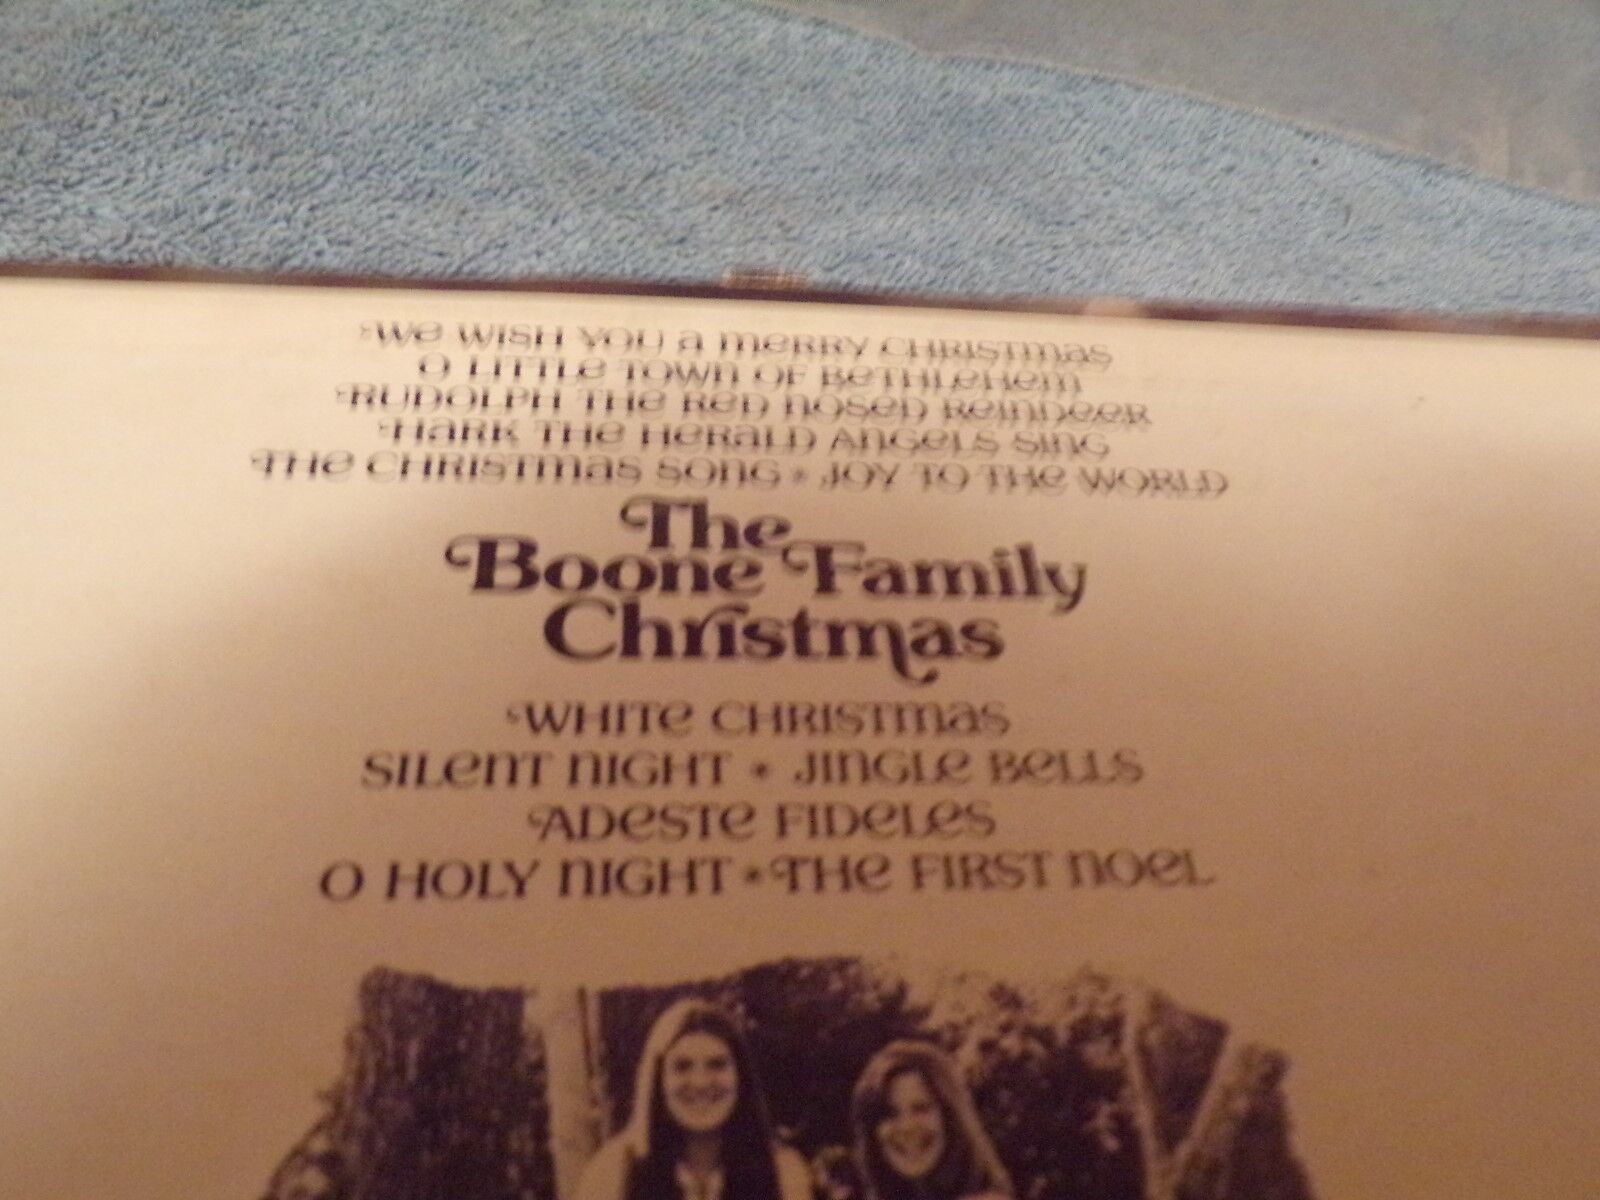 WE WISH YOU A MERRY CHRISTMAS
O LITTLE TOWN OF BETHLEHEM
RUDOLPH THE RED NOSED REINDEER
HARK THE HERALD ANGELS SING
THE CHRISTMAS SONG * JOY TO THE WORLD
The
Boone Family
Christmas
WHITE CHRISTMAS
SILENT NIGHT * JINGLE BELLS
ADESTE FIDELES
O HOLY NIGHT * THE FIRST NOEL